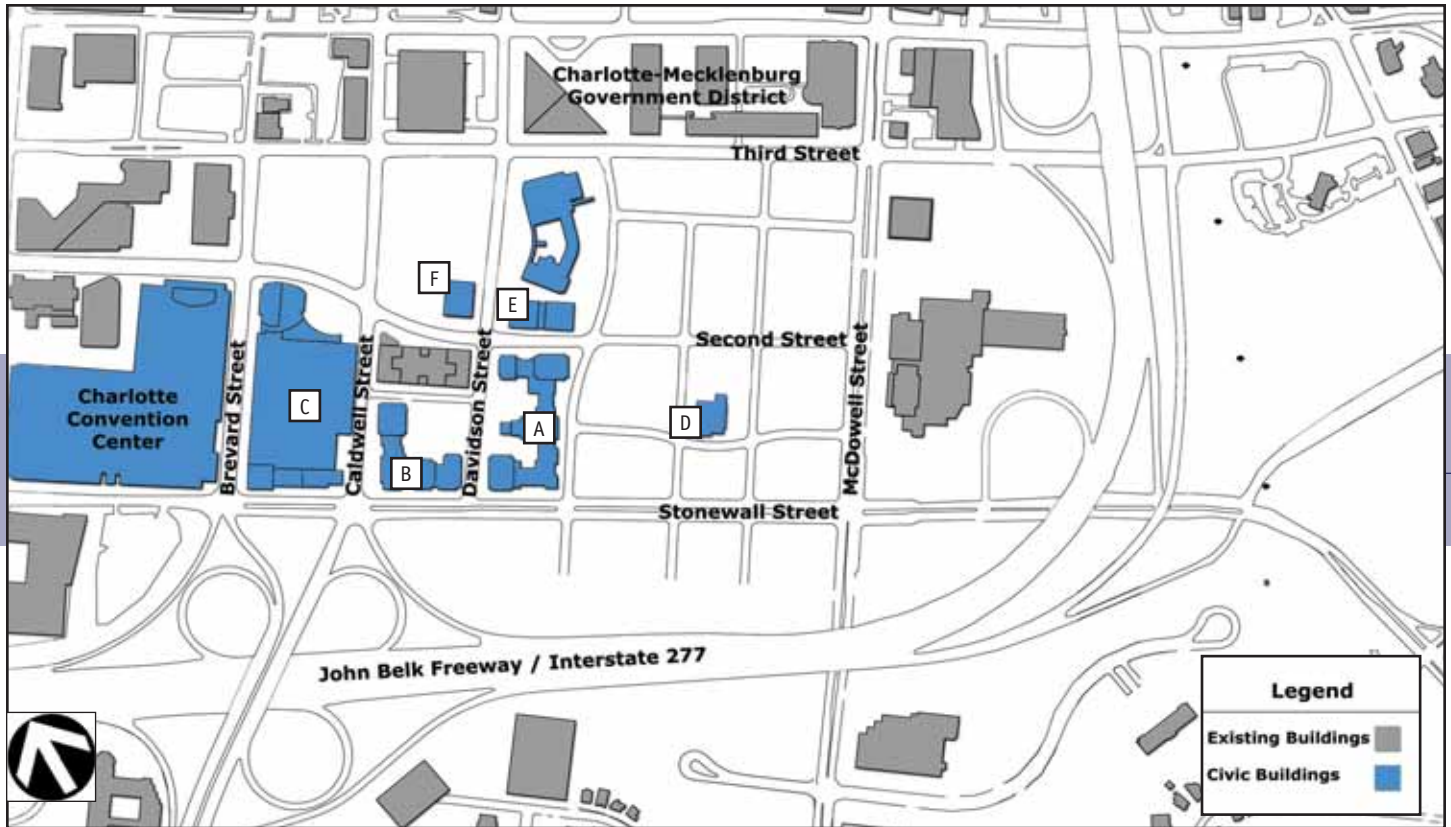 Charlotte-Mecklenburg
Government District
Third Street
F
E
Second Street
Charlotte
Convention
Center
Brevard Street
C
Caldwell Street
Davidson Street
A
B
D
McDowell Street
Stonewall Street
John Belk Freeway / Interstate 277
Legend
Existing Buildings
Civic Buildings